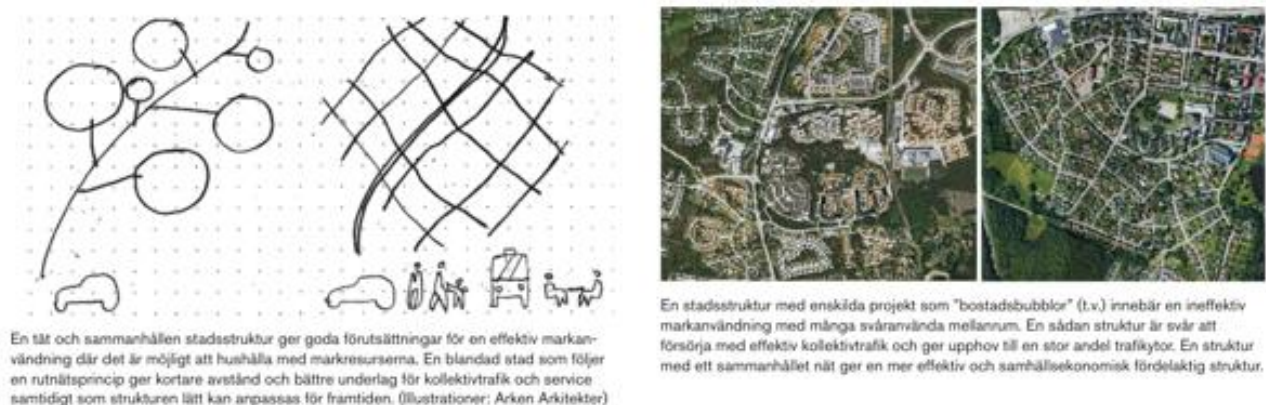 En tät och sammanhållen stadsstruktur ger goda förutsättningar för en effektiv markan-
vändning där det är möjligt att hushålla med markresurserna. En blandad stad som följer
en rutnätsprincip ger kortare avstånd och bättre underlag för kollektivtrafik och service
samtidigt som strukturen lätt kan anpassas för framtiden. (Illustrationer: Arken Arkitekter)
En stadsstruktur med enskilda projekt som "bostadsbubblor" (t.v.) innebär en ineffektiv
markanvändning med många svåranvända mellanrum. En sådan struktur är svår att
försörja med effektiv kollektivtrafik och ger upphov till en stor andel trafikytor. En struktur
med ett sammanhållet nät ger en mer effektiv och samhällsekonomisk fördelaktig struktur.